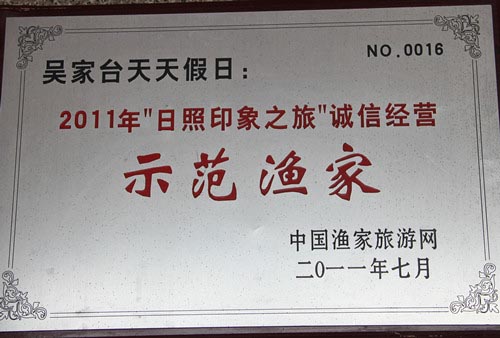 NO.0016
吴家台天天假日：
2011年"日照印象之旅"诚信经营
示范渔家
中国渔家旅游网
二〇一一年七月